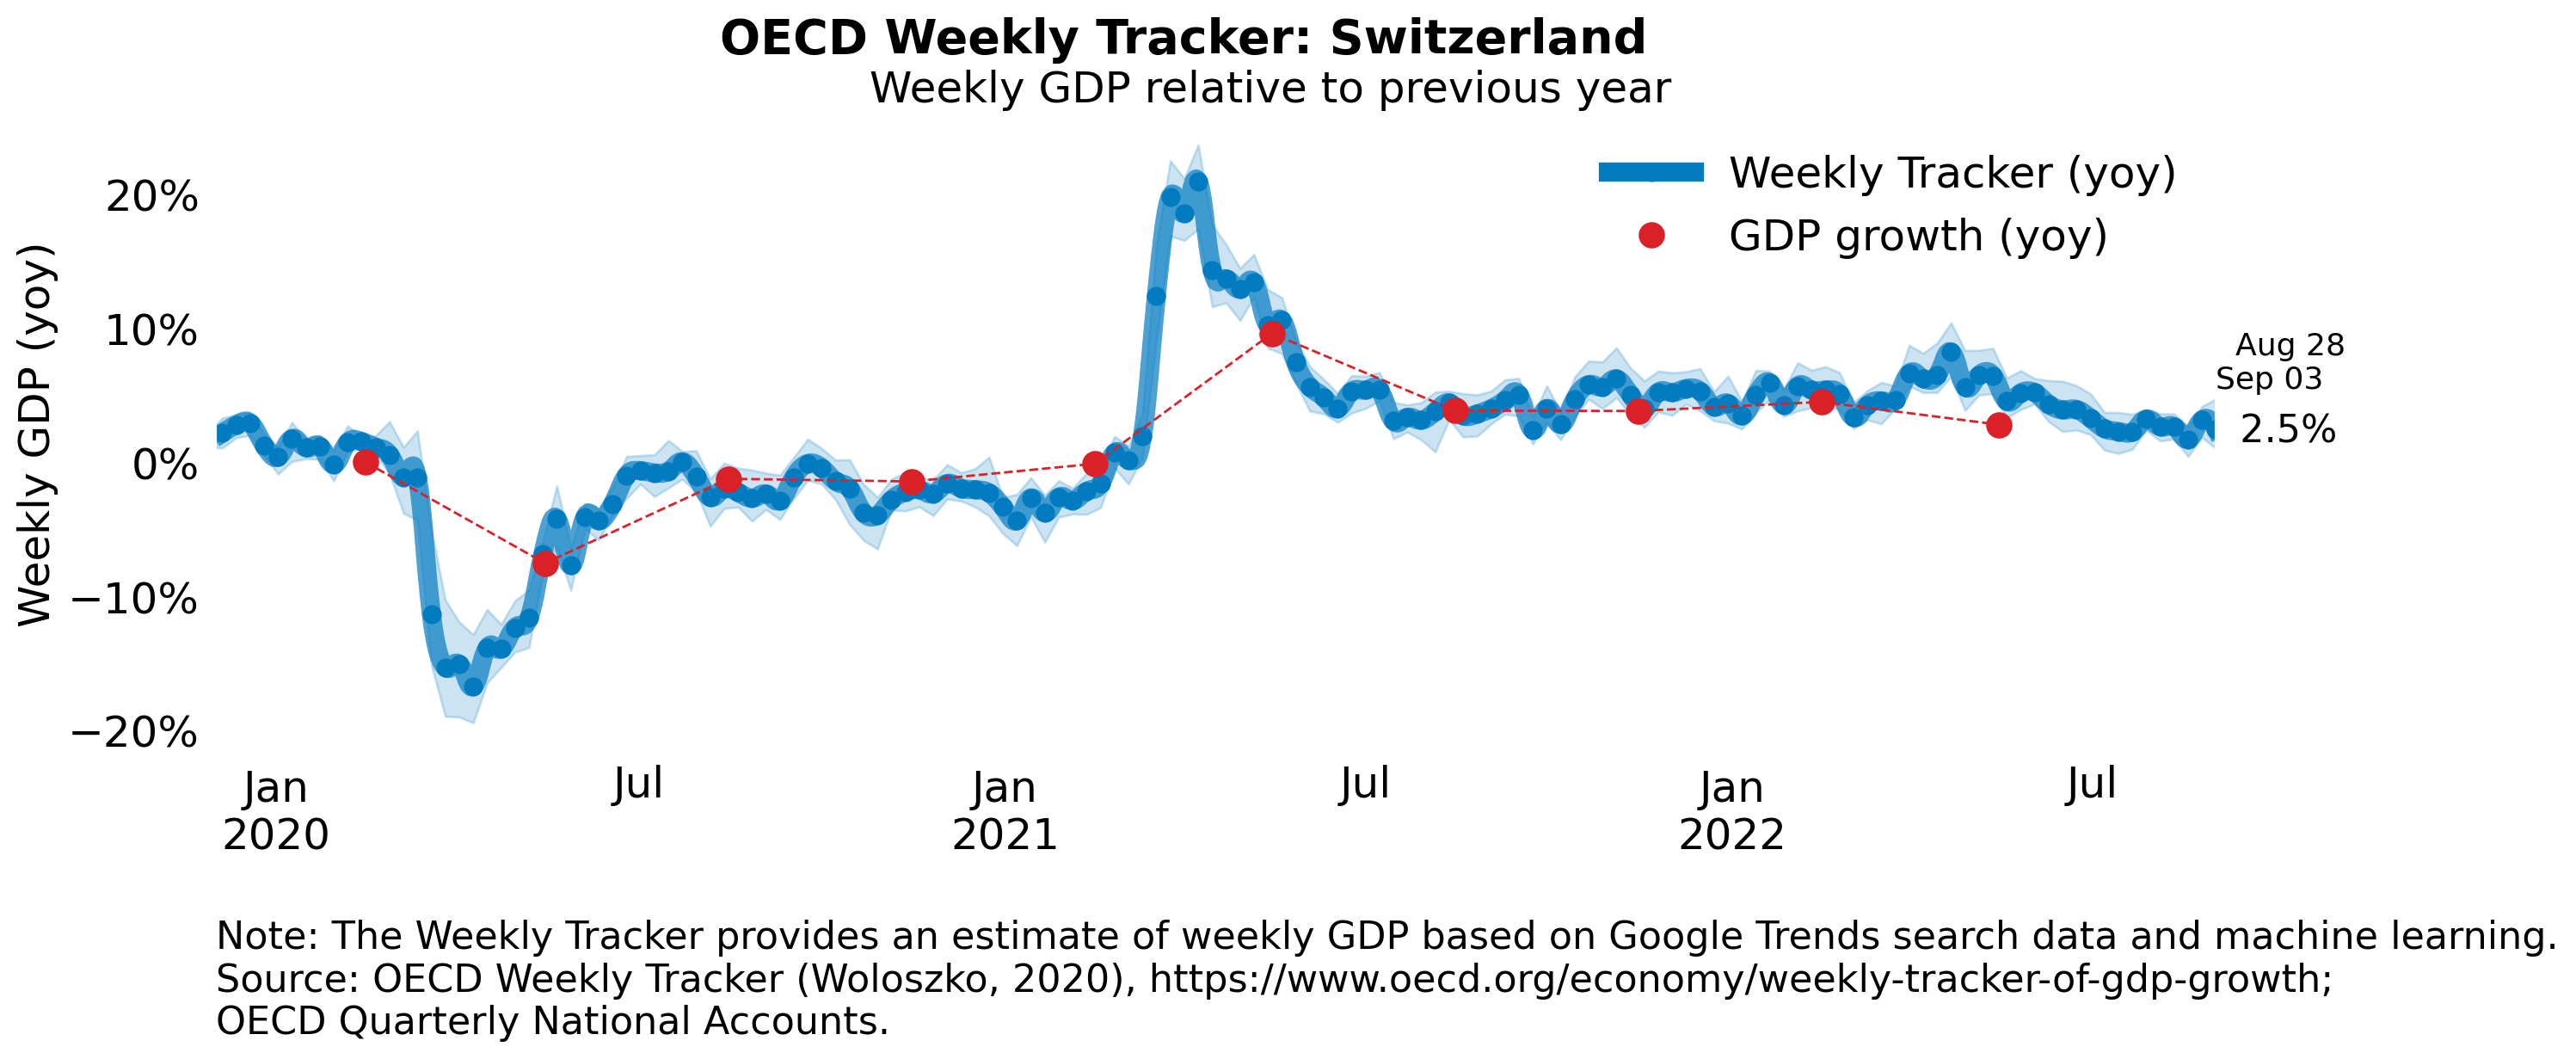 OECD Weekly Tracker: Switzerland
Weekly GDP relative to previous year
Weekly Tracker (yoy)
GDP growth (yoy)
Weekly GDP (yoy)
20%
10%
0%
−10%
−20%
Aug 28
Sep 03
2.5%
Jan
2020
Jul
Jan
2021
Jul
Jan
2022
Jul
Note: The Weekly Tracker provides an estimate of weekly GDP based on Google Trends search data and machine learning.
Source: OECD Weekly Tracker (Woloszko, 2020), https://www.oecd.org/economy/weekly-tracker-of-gdp-growth;
OECD Quarterly National Accounts.